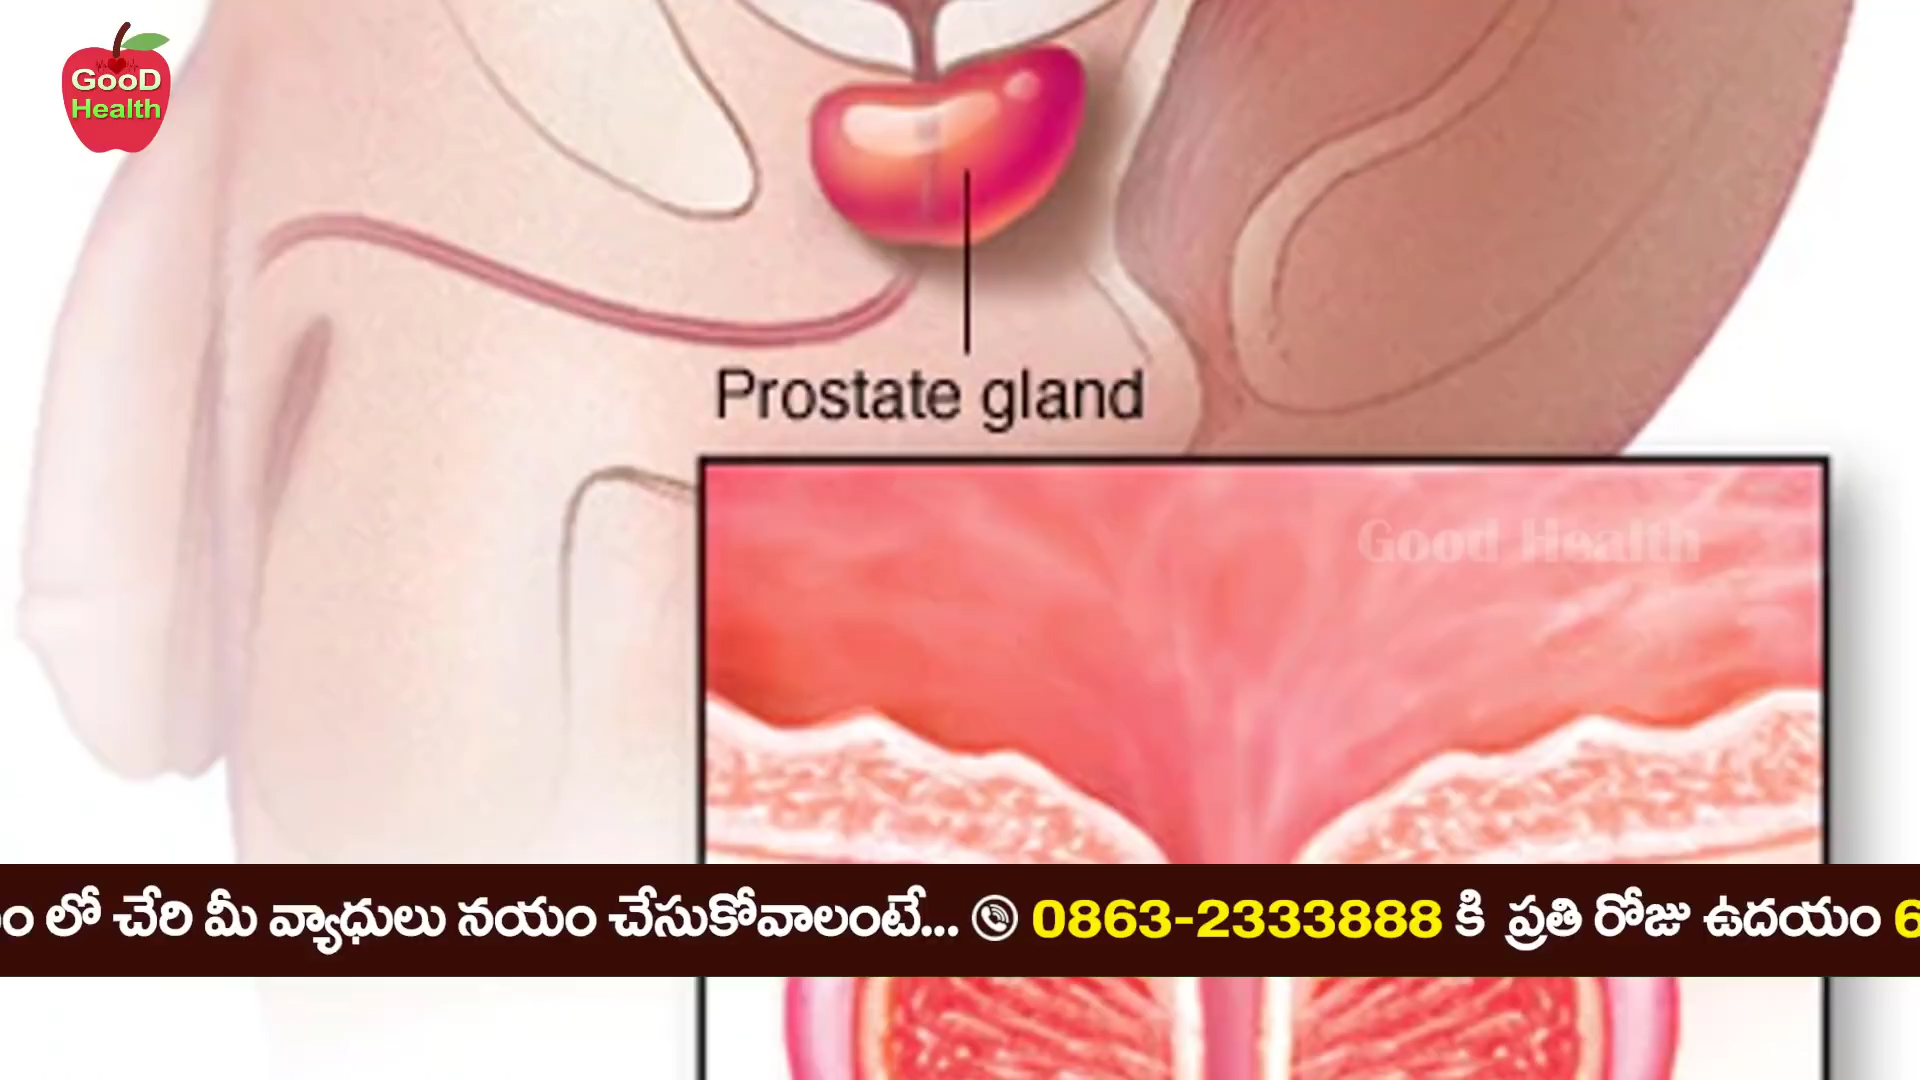 GooD
Health
Prostate gland
Good Health
లో చేరి మీ వ్యాధులు నయం చేసుకోవాలంటే... 0863-2333888 కి ప్రతి రోజు ఉదయం 6